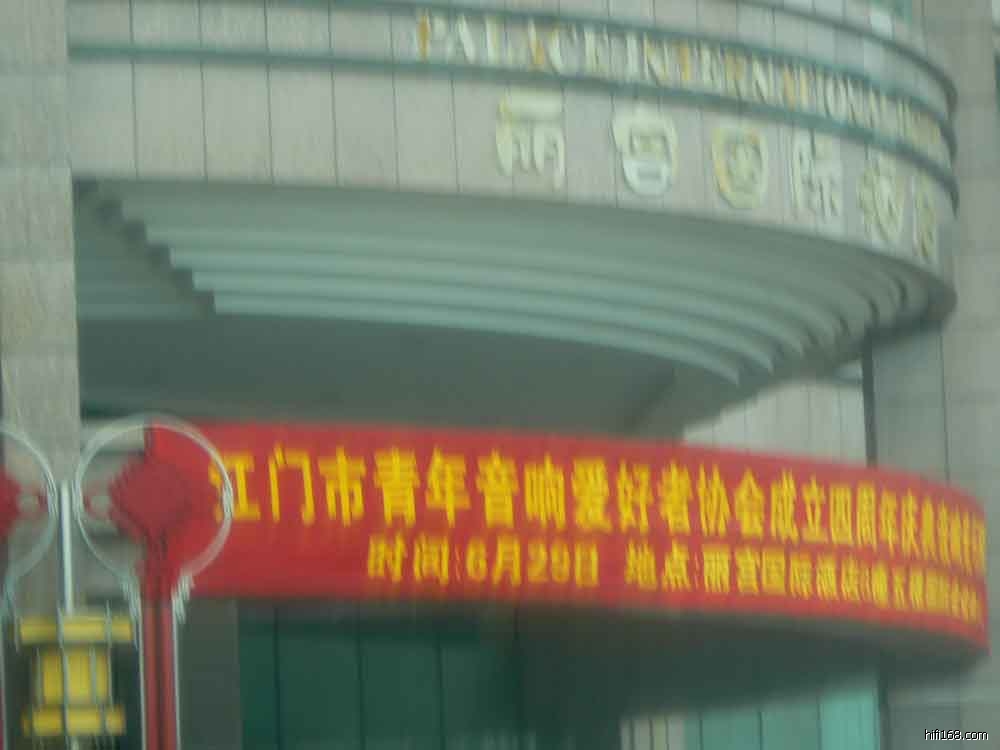 PALACE INTERNATIONAL
丽宫国际酒店
江门市青年音响爱好者协会成立四周年庆典
时间:6月29日 地点:丽宫国际酒店
hifi168.com